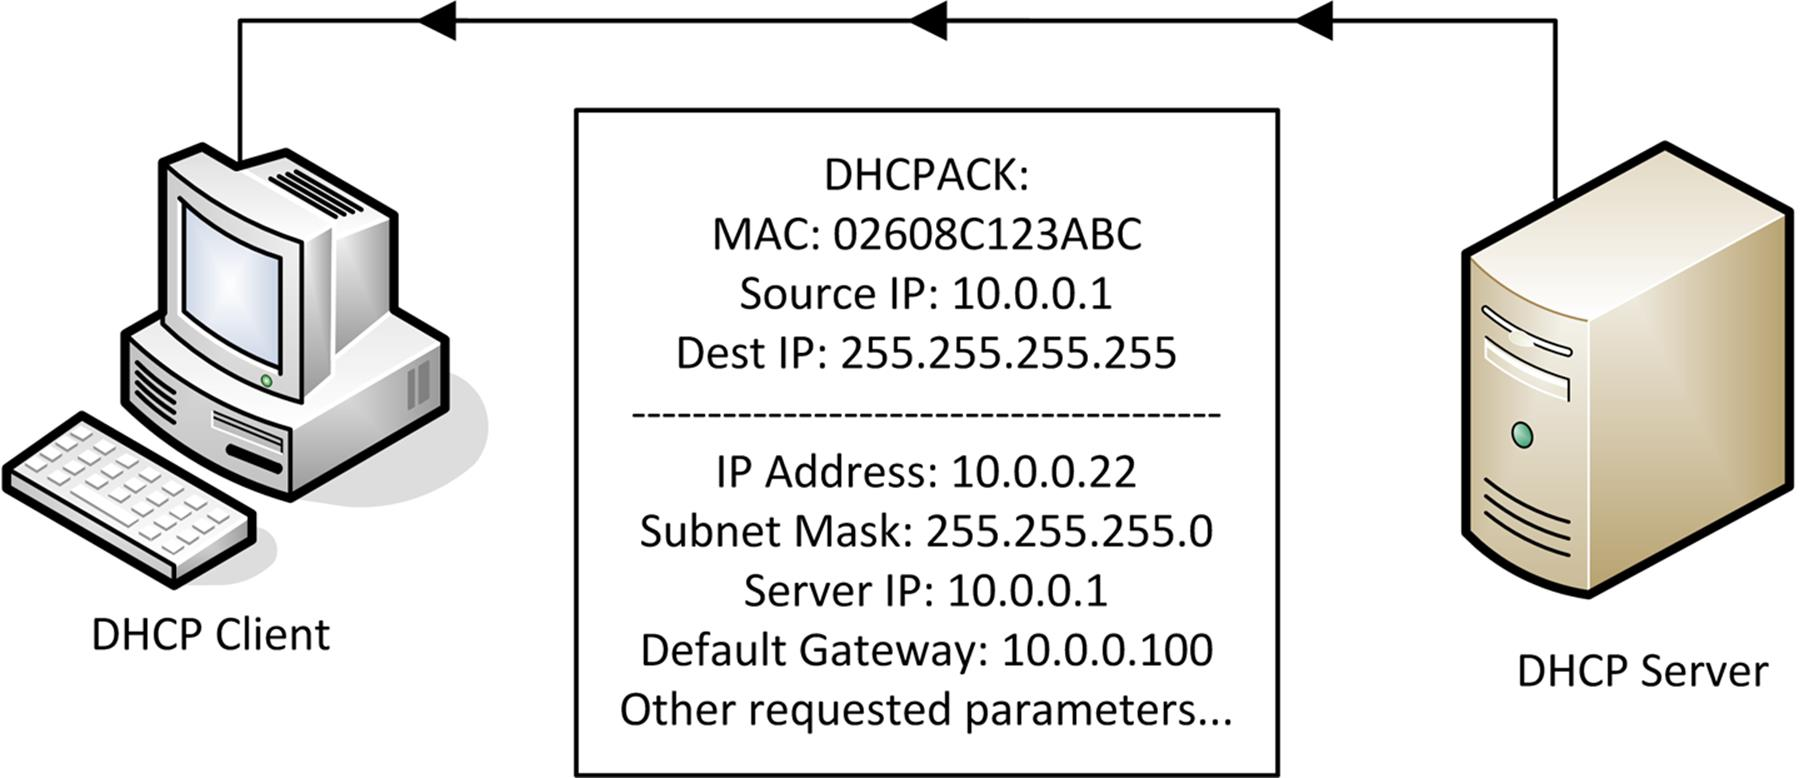 DHCPACK:
MAC: 02608C123ABC
Source IP: 10.0.0.1
Dest IP: 255.255.255.255
---------------------------------------
IP Address: 10.0.0.22
Subnet Mask: 255.255.255.0
Server IP: 10.0.0.1
Default Gateway: 10.0.0.100
Other requested parameters...
DHCP Client
DHCP Server